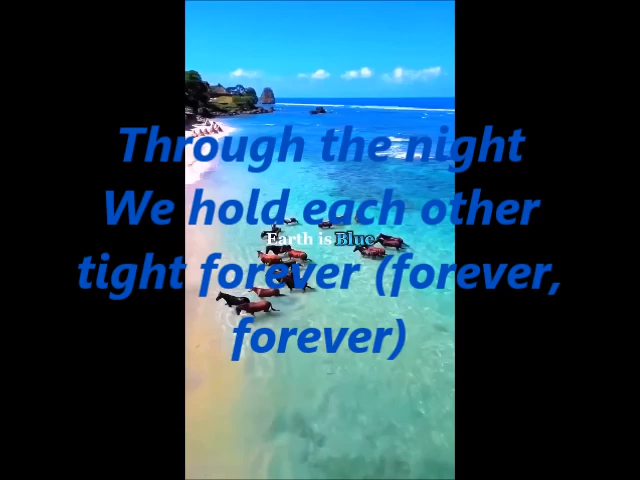 Through the night
We hold each other
Earth is Blue
tight forever (forever,
forever)